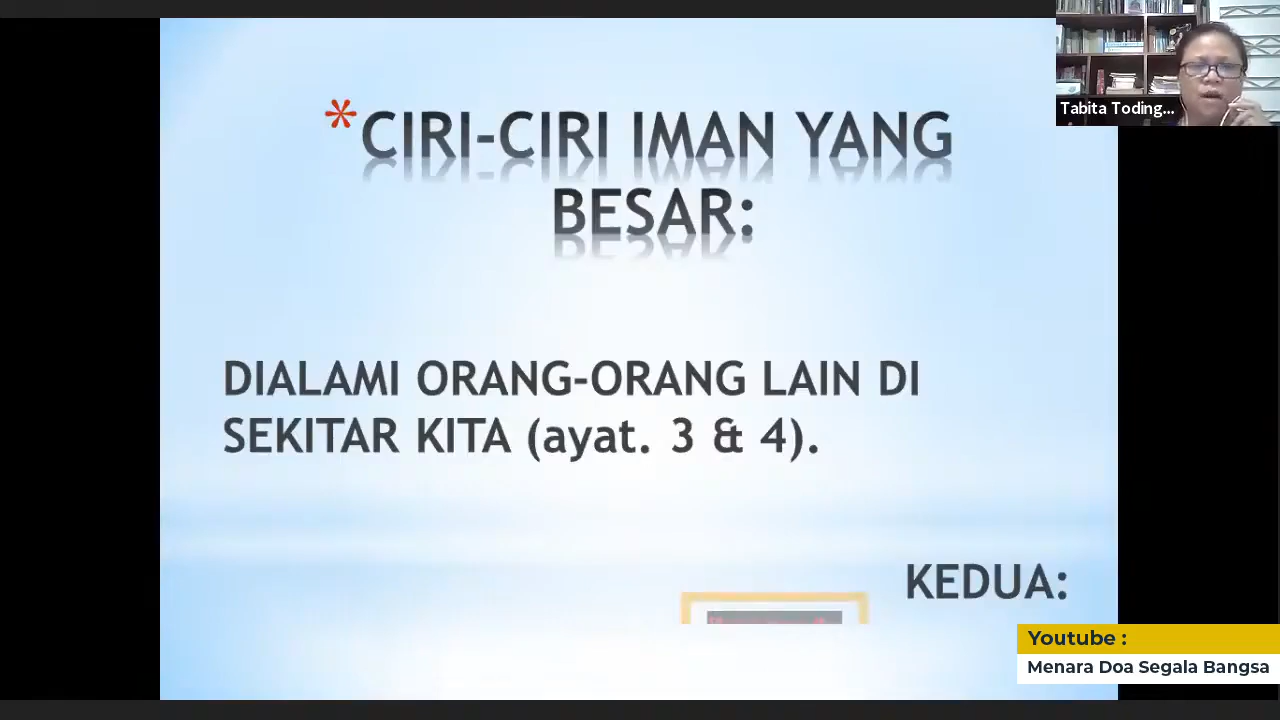 *CIRI-CIRI IMAN YANG
BESAR:
Tabita Toding...
DIALAMI ORANG-ORANG LAIN DI
SEKITAR KITA (ayat. 3 & 4).
KEDUA:
Youtube :
Menara Doa Segala Bangsa